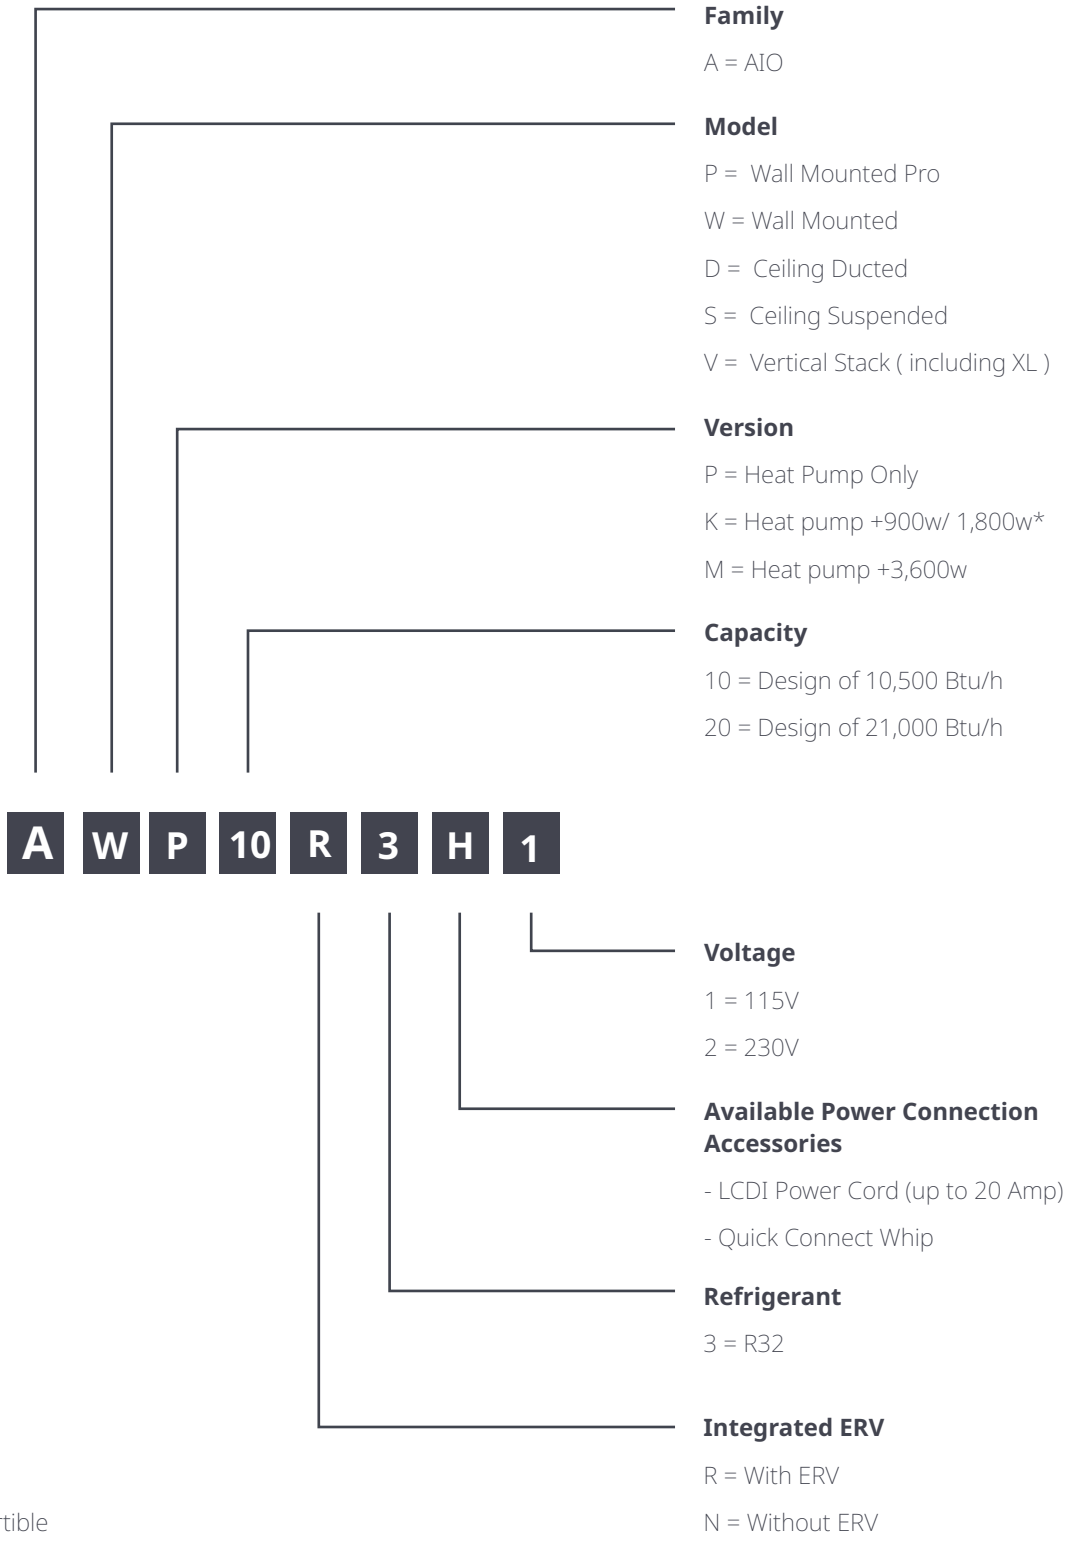 Family
A = AIO
Model
P = Wall Mounted Pro
W = Wall Mounted
D = Ceiling Ducted
S = Ceiling Suspended
V = Vertical Stack ( including XL )
Version
P = Heat Pump Only
K = Heat pump +900w/ 1,800w*
M = Heat pump +3,600w
Capacity
10 = Design of 10,500 Btu/h
20 = Design of 21,000 Btu/h
A W P 10 R 3 H 1
Voltage
1 = 115V
2 = 230V
Available Power Connection
Accessories
- LCDI Power Cord (up to 20 Amp)
- Quick Connect Whip
Refrigerant
3 = R32
Integrated ERV
R = With ERV
N = Without ERV